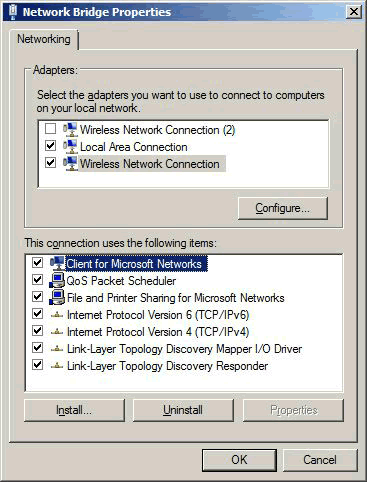 Network Bridge Properties
Networking
Adapters:
Select the adapters you want to use to connect to computers
on your local network.
Wireless Network Connection (2)
Local Area Connection
Wireless Network Connection
Configure...
This connection uses the following items:
Client for Microsoft Networks
QoS Packet Scheduler
File and Printer Sharing for Microsoft Networks
Internet Protocol Version 6 (TCP/IPv6)
Internet Protocol Version 4 (TCP/IPv4)
Link-Layer Topology Discovery Mapper I/O Driver
Link-Layer Topology Discovery Responder
Install...
Uninstall
Properties
OK
Cancel